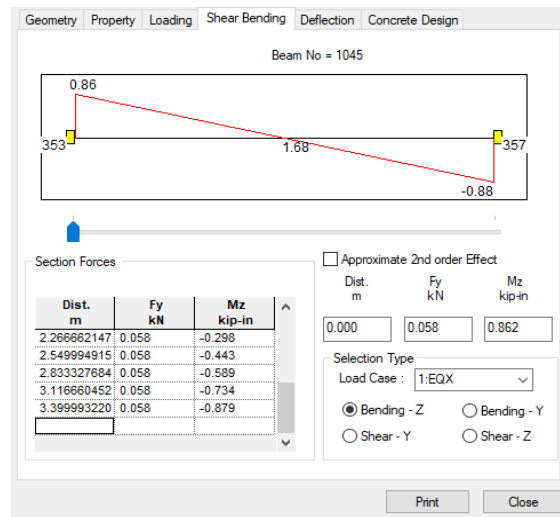 Geometry Property Loading Shear Bending Deflection Concrete Design
Beam No = 1045
0.86
353
1.68
357
-0.88
Section Forces
Dist. m Fy kN Mz kip-in
2.266662147 0.058 -0.298
2.549994915 0.058 -0.443
2.833327684 0.058 -0.589
3.116660452 0.058 -0.734
3.399993220 0.058 -0.879
Approximate 2nd order Effect
Dist. Fy Mz
m kN kip-in
0.000 0.058 0.862
Selection Type
Load Case : 1:EQX
Bending - Z Bending - Y
Shear - Y Shear - Z
Print Close